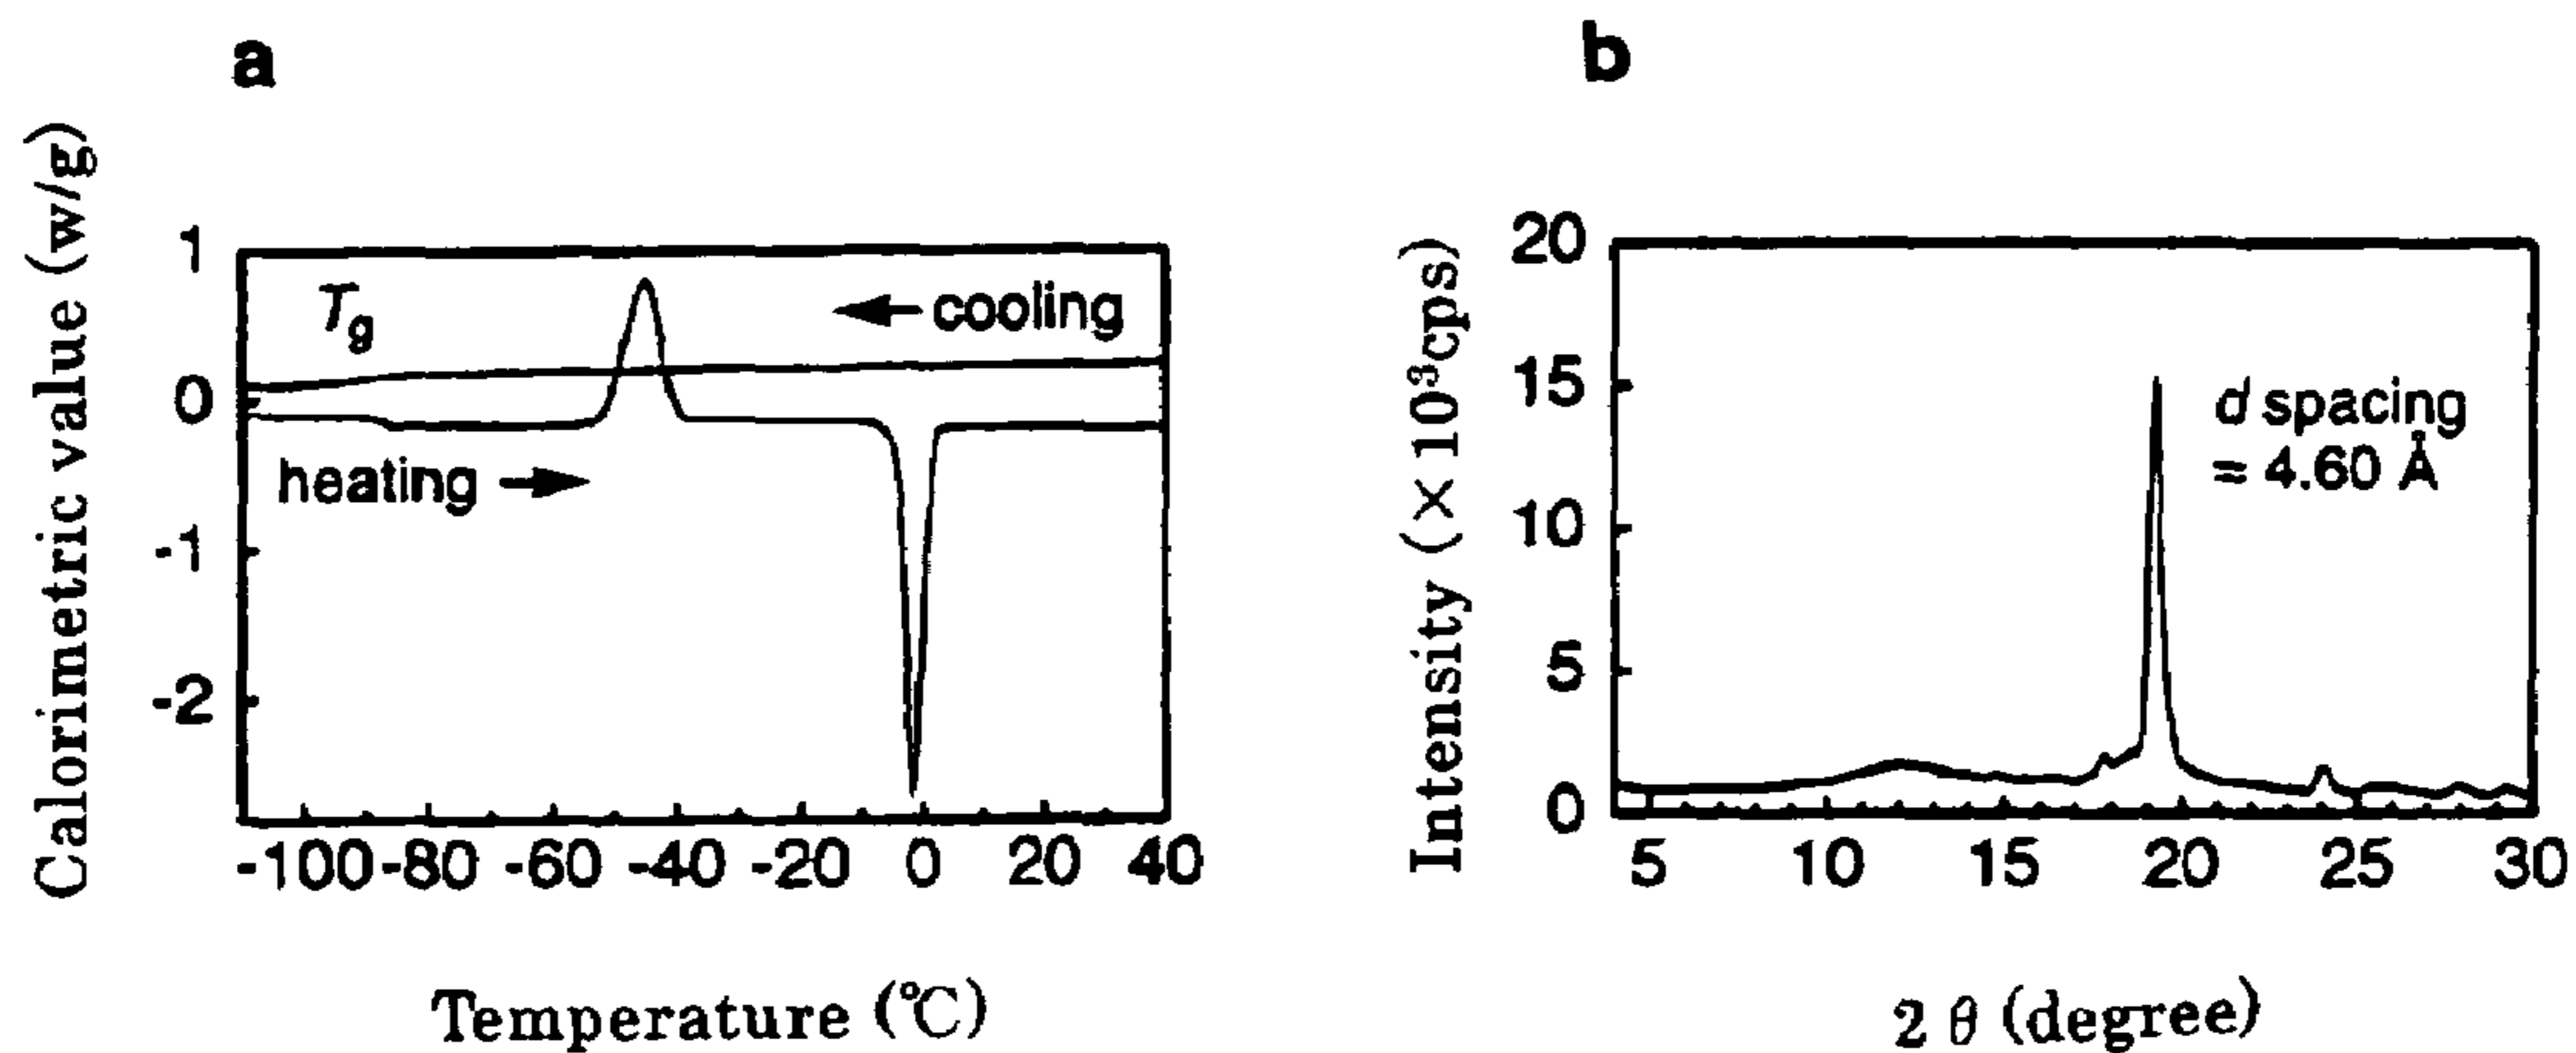 a
Calorimetric value (w/g)
1
0
-1
-2
Tg
← cooling
heating →
-100 -80 -60 -40 -20 0 20 40
Temperature (℃)
b
Intensity (×10³cps)
20
15
10
5
0
d spacing
= 4.60 Å
5 10 15 20 25 30
2 θ (degree)